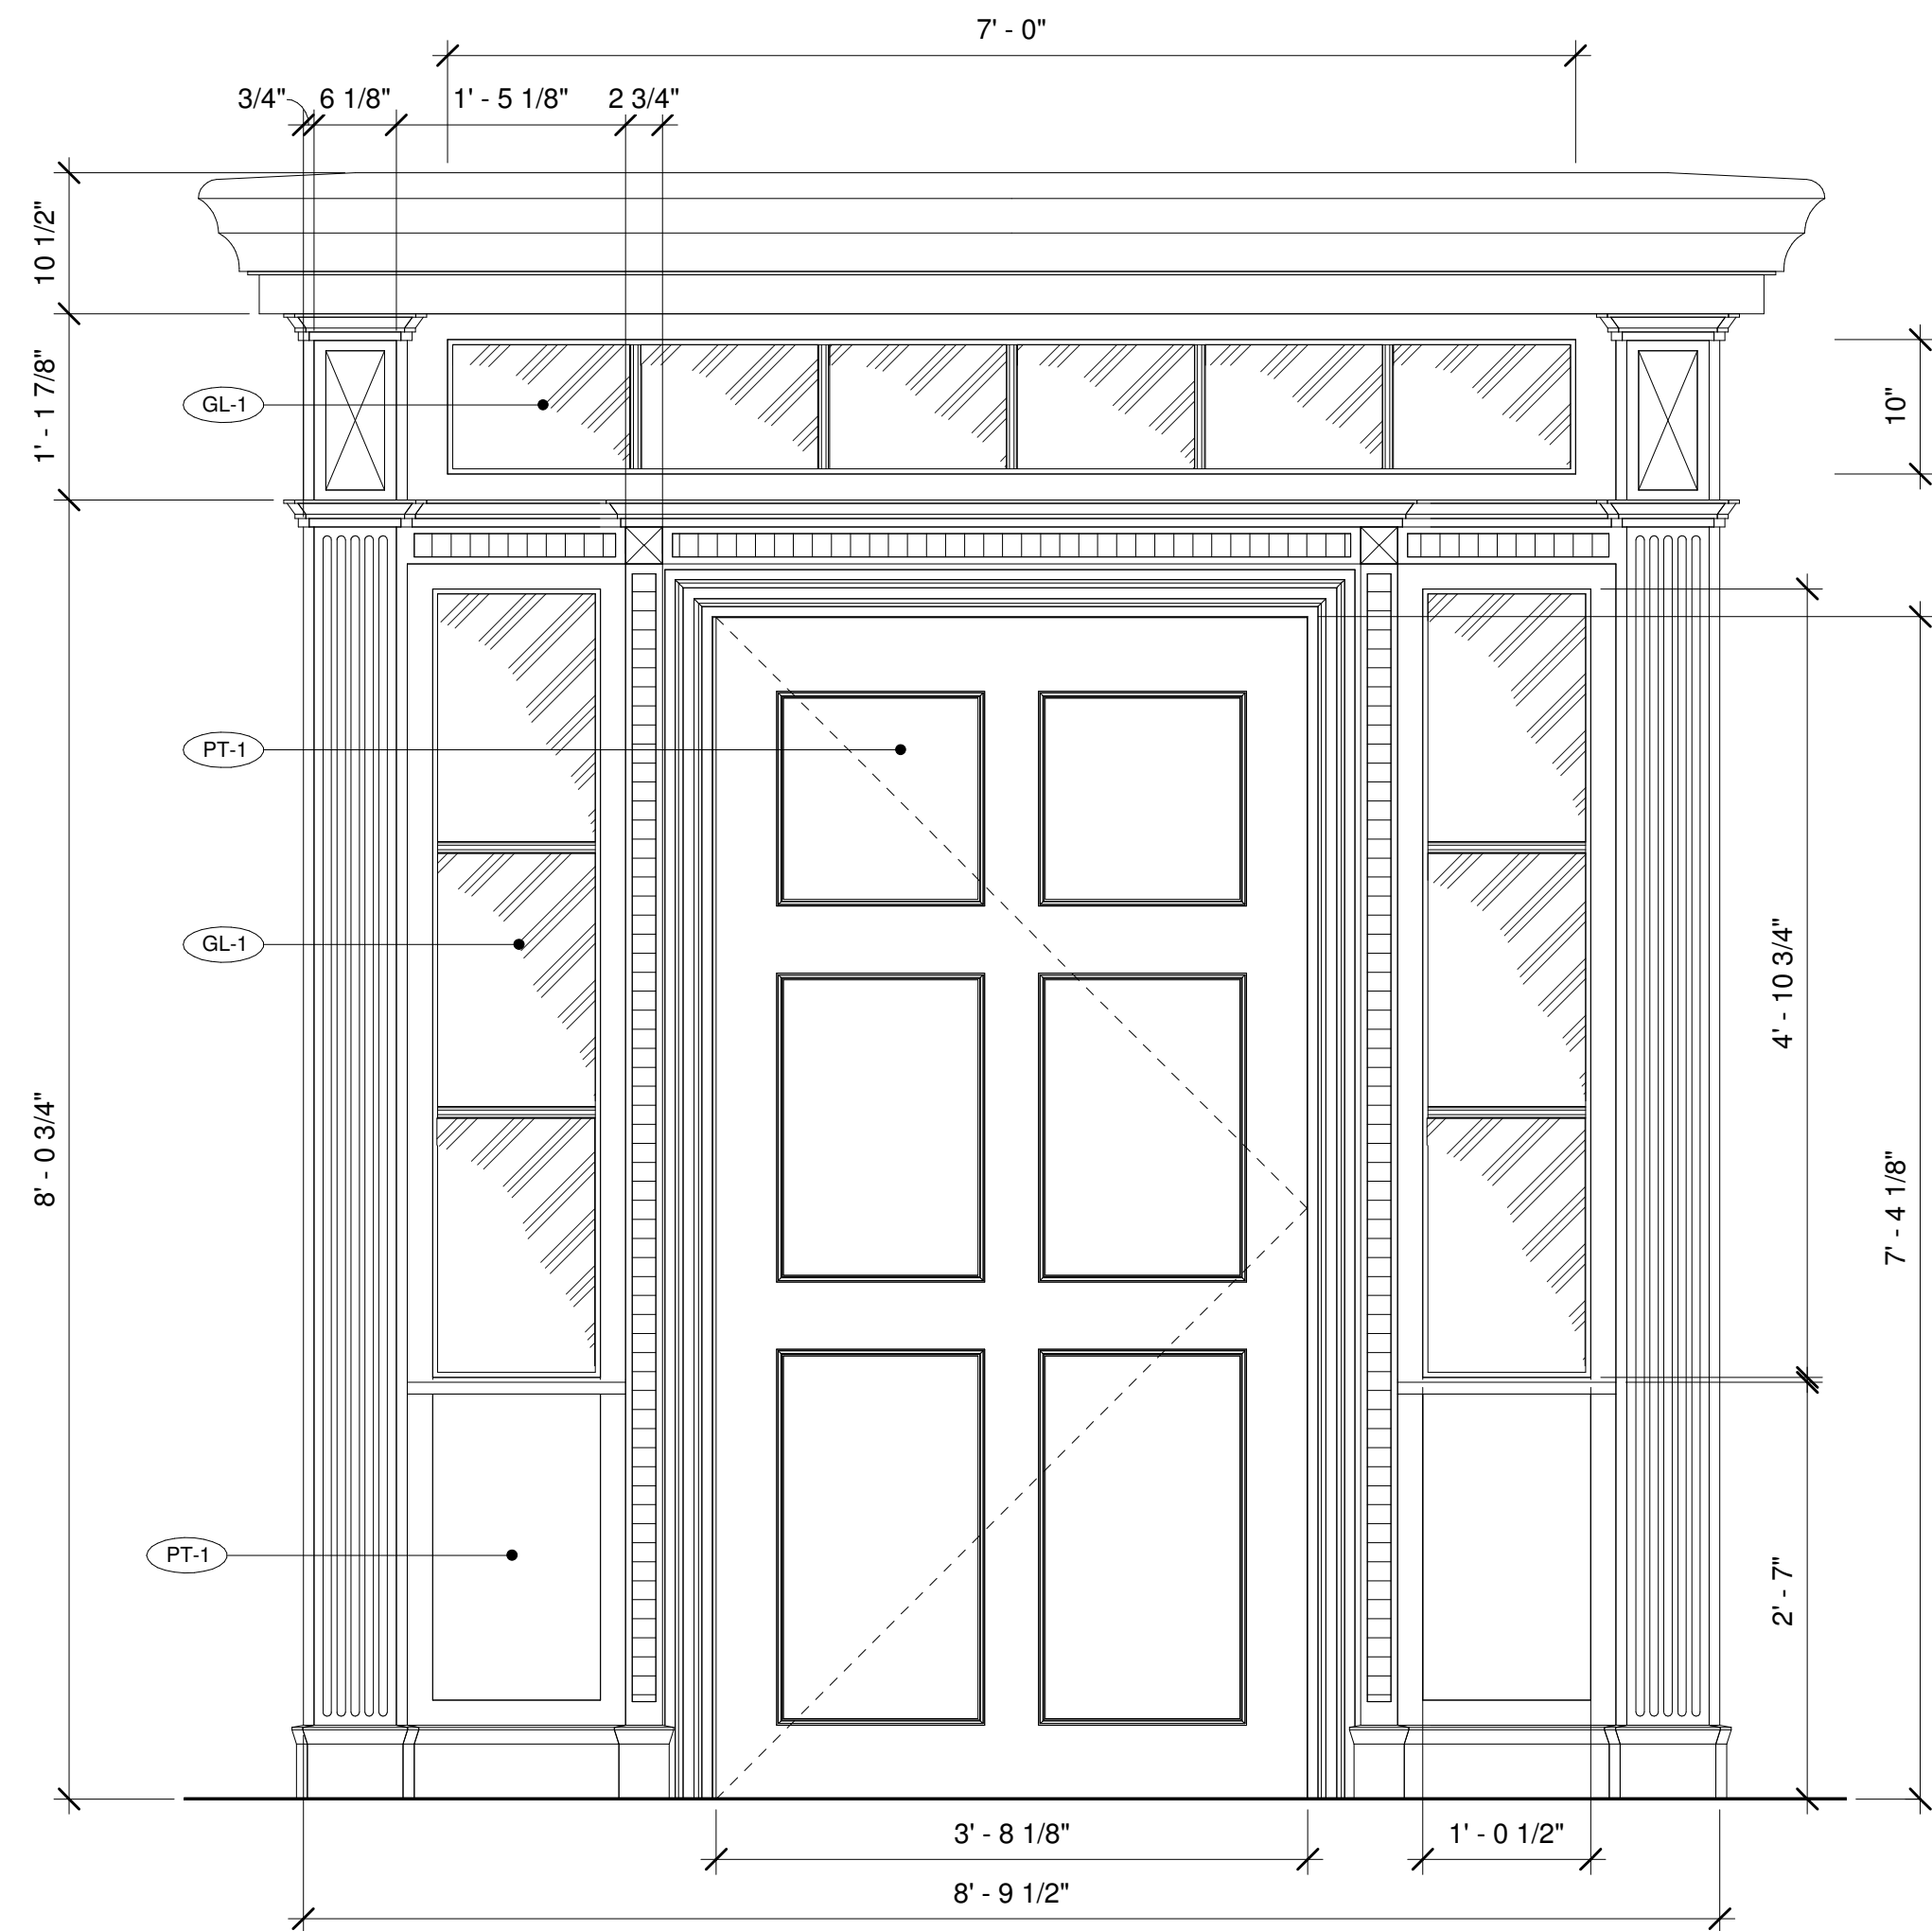 7' - 0"
3/4" 6 1/8" 1' - 5 1/8" 2 3/4"
10 1/2"
1' - 1 7/8"
GL-1
10"
PT-1
GL-1
4' - 10 3/4"
8' - 0 3/4"
7' - 4 1/8"
PT-1
2' - 7"
3' - 8 1/8"
1' - 0 1/2"
8' - 9 1/2"